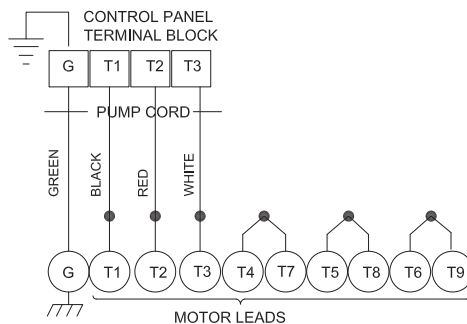 CONTROL PANEL
TERMINAL BLOCK
G T1 T2 T3
PUMP CORD
GREEN
BLACK
RED
WHITE
G T1 T2 T3 T4 T7 T5 T8 T6 T9
MOTOR LEADS